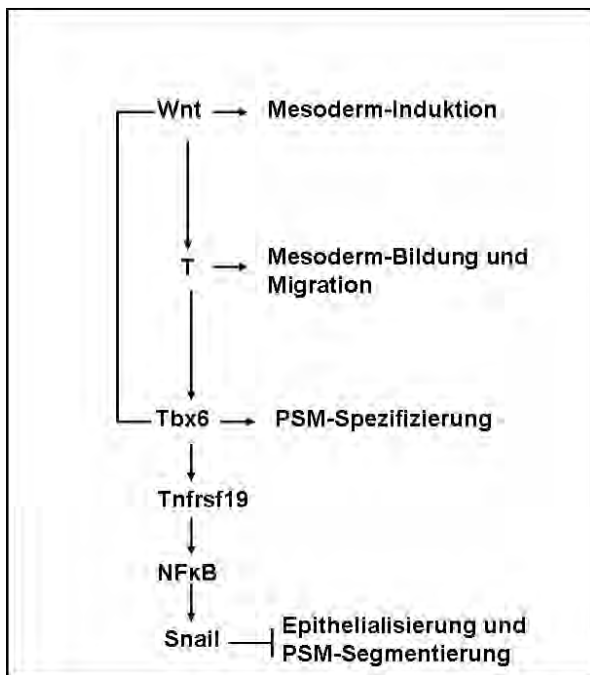 Wnt Mesoderm-Induktion
T Mesoderm-Bildung und
Migration
Tbx6 PSM-Spezifizierung
Tnfrsf19
NFκB
Snail Epithelialisierung und
PSM-Segmentierung